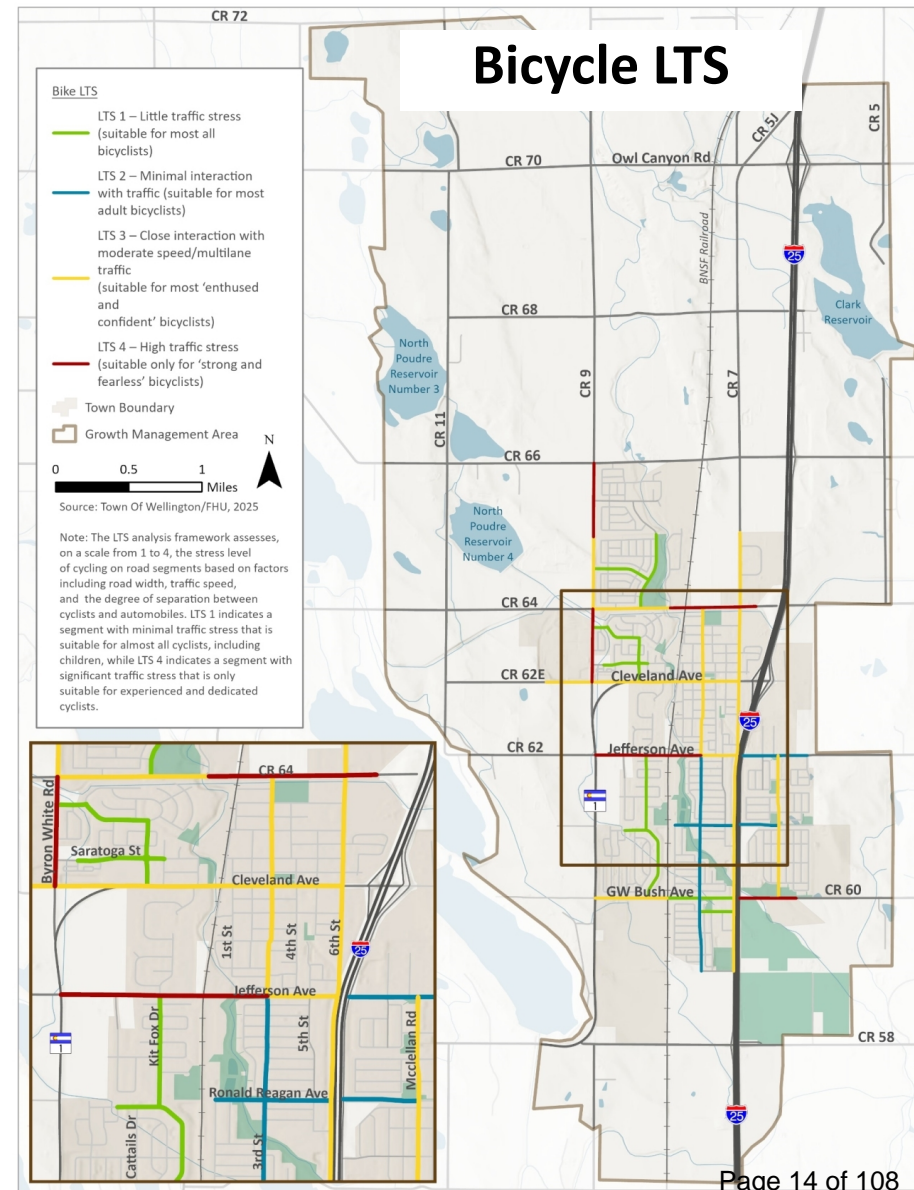 CR 72
Bicycle LTS
Bike LTS
LTS 1 – Little traffic stress
(suitable for most all
bicyclists)
LTS 2 – Minimal interaction
with traffic (suitable for most
adult bicyclists)
LTS 3 – Close interaction with
moderate speed/multilane
traffic
(suitable for most ‘enthused
and
confident’ bicyclists)
LTS 4 – High traffic stress
(suitable only for ‘strong and
fearless’ bicyclists)
Town Boundary
Growth Management Area
N
0 0.5 1
Miles
Source: Town Of Wellington/FHU, 2025
Note: The LTS analysis framework assesses,
on a scale from 1 to 4, the stress level
of cycling on road segments based on factors
including road width, traffic speed,
and the degree of separation between
cyclists and automobiles. LTS 1 indicates a
segment with minimal traffic stress that is
suitable for almost all cyclists, including
children, while LTS 4 indicates a segment with
significant traffic stress that is only
suitable for experienced and dedicated
cyclists.
CR 5J
CR 5
CR 70
Owl Canyon Rd
BNSF Railroad
25
Clark
Reservoir
CR 68
North
Poudre
Reservoir
Number 3
CR 9
CR 7
CR 11
CR 66
North
Poudre
Reservoir
Number 4
CR 64
CR 62E
Cleveland Ave
25
CR 62
Jefferson Ave
1
GW Bush Ave
CR 60
CR 58
25
CR 64
Byron White Rd
Saratoga St
Cleveland Ave
1st St
4th St
6th St
25
Jefferson Ave
1
Kit Fox Dr
5th St
Mcclellan Rd
Ronald Reagan Ave
Cattails Dr
3rd St
Page 14 of 108